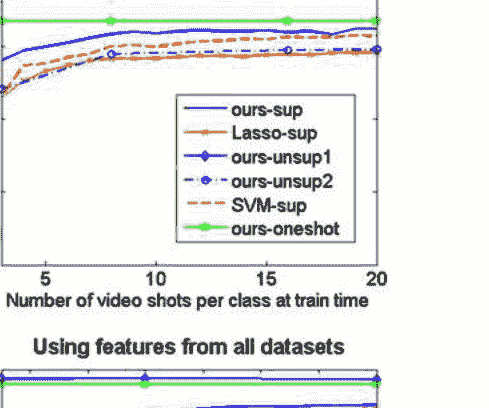 ours-sup
Lasso-sup
ours-unsup1
ours-unsup2
SVM-sup
ours-oneshot
5 10 15 20
Number of video shots per class at train time
Using features from all datasets